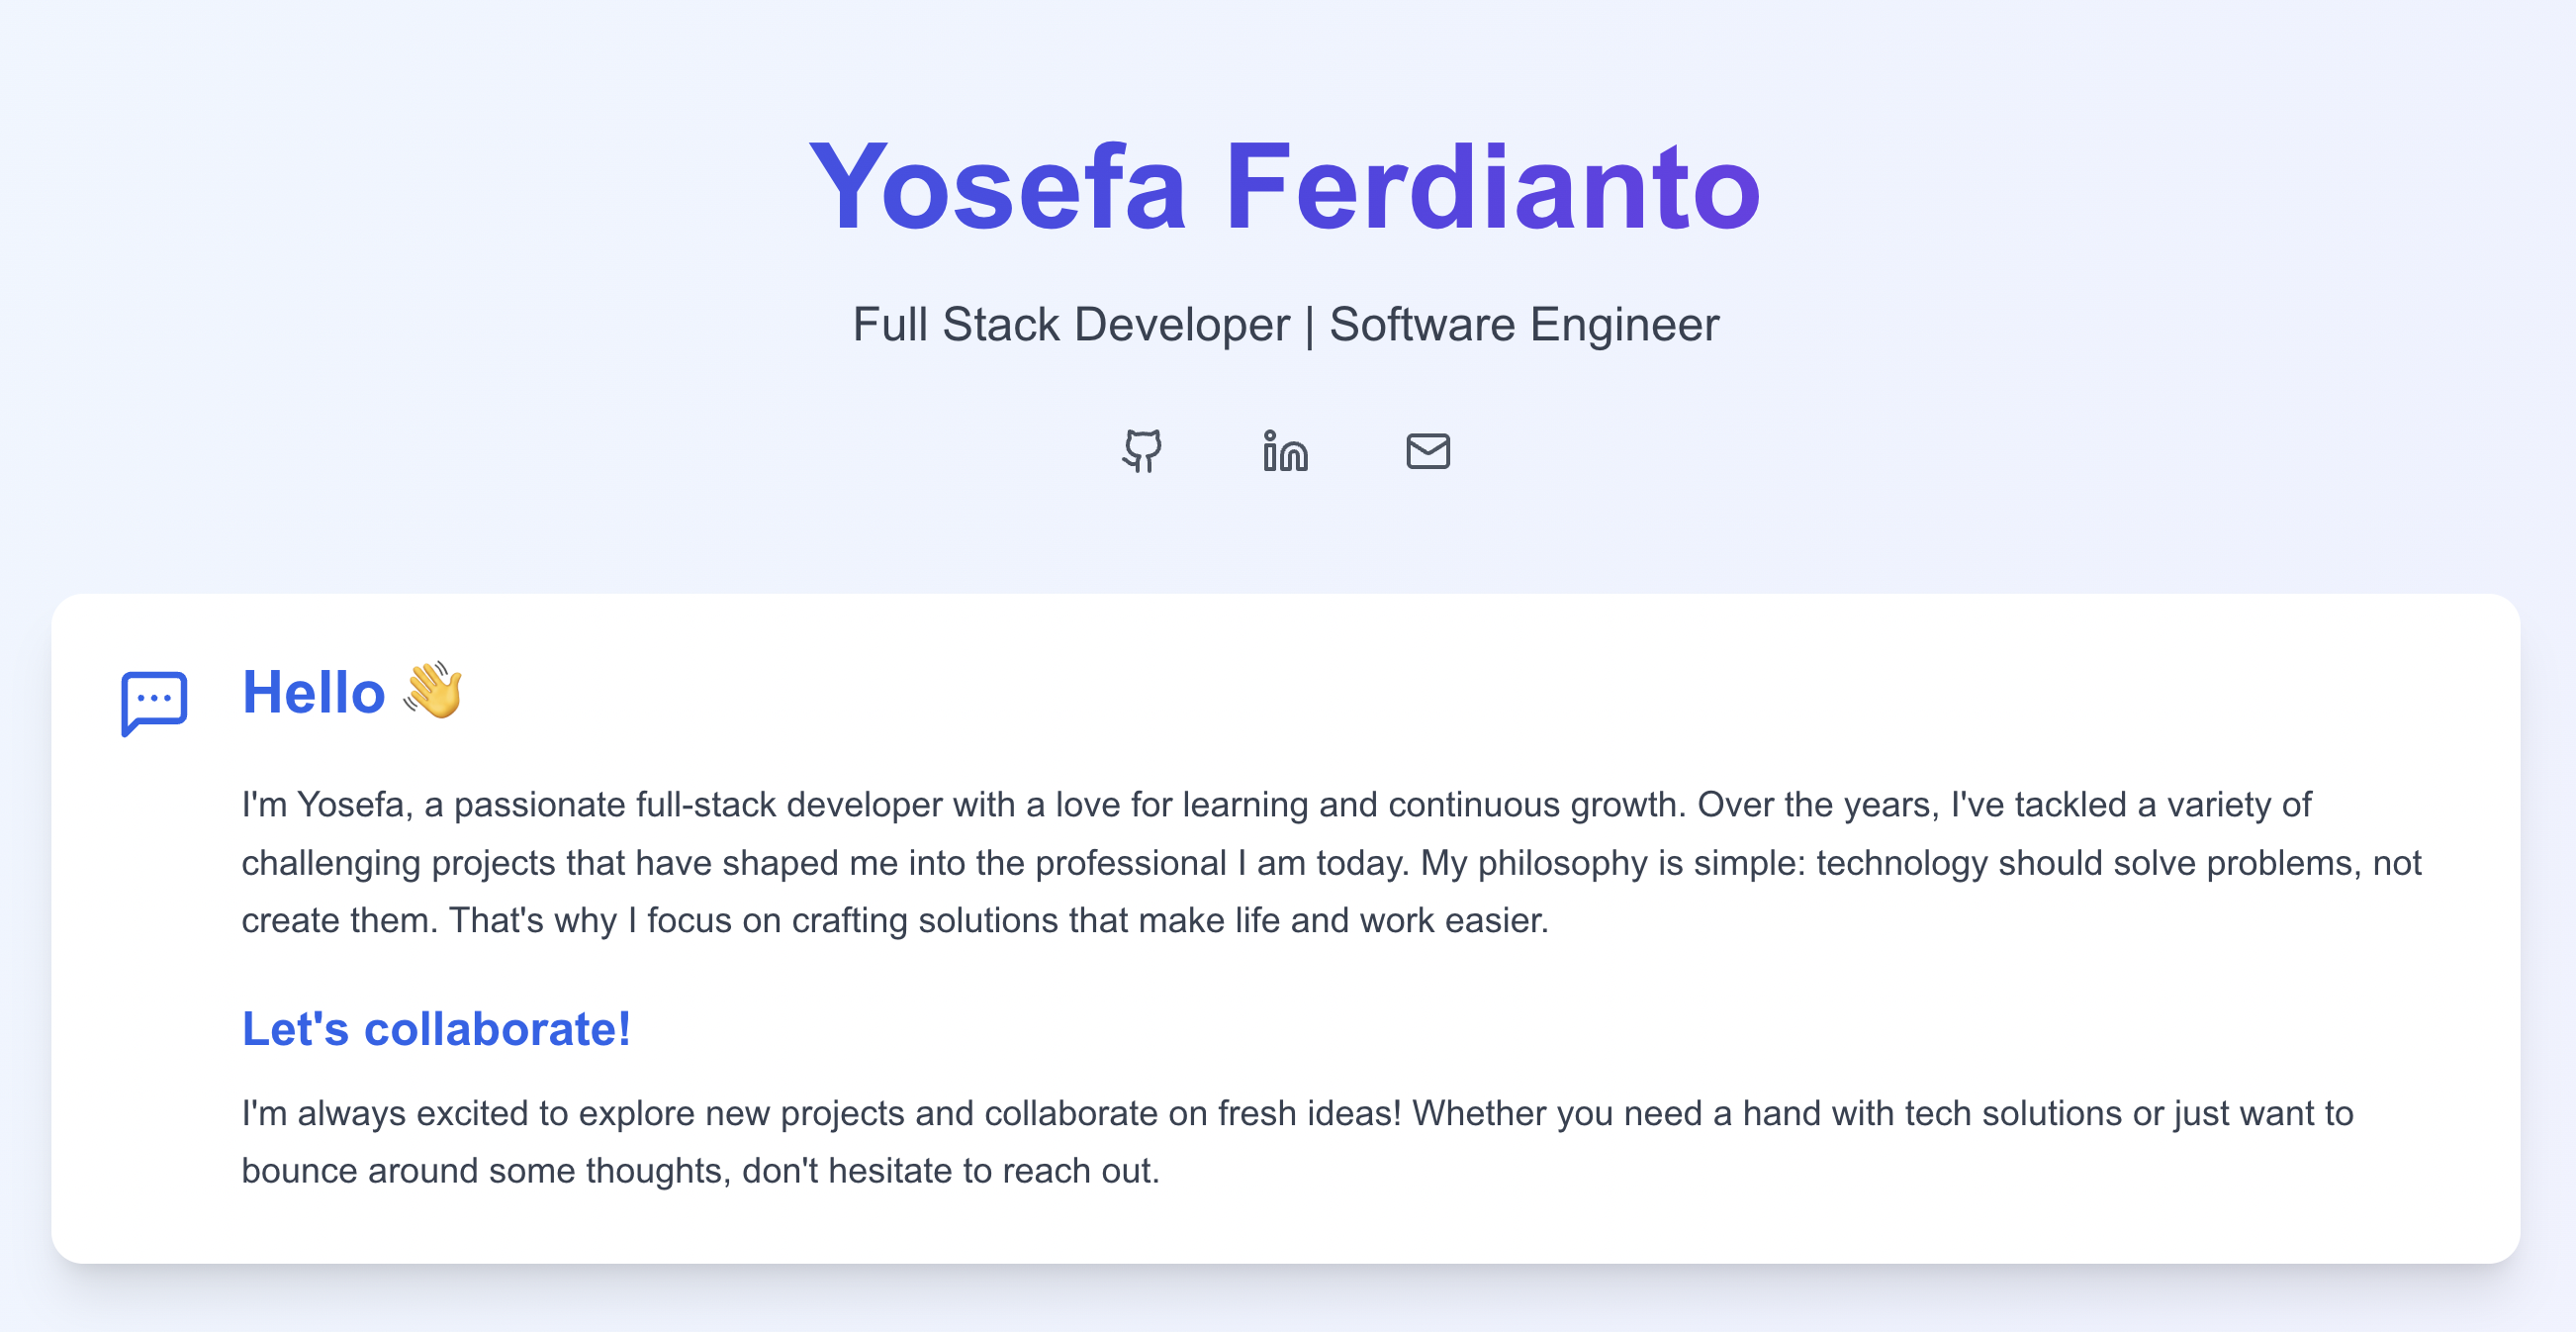 Yosefa Ferdianto
Full Stack Developer | Software Engineer
Hello 👋
I'm Yosefa, a passionate full-stack developer with a love for learning and continuous growth. Over the years, I've tackled a variety of
challenging projects that have shaped me into the professional I am today. My philosophy is simple: technology should solve problems, not
create them. That's why I focus on crafting solutions that make life and work easier.
Let's collaborate!
I'm always excited to explore new projects and collaborate on fresh ideas! Whether you need a hand with tech solutions or just want to
bounce around some thoughts, don't hesitate to reach out.